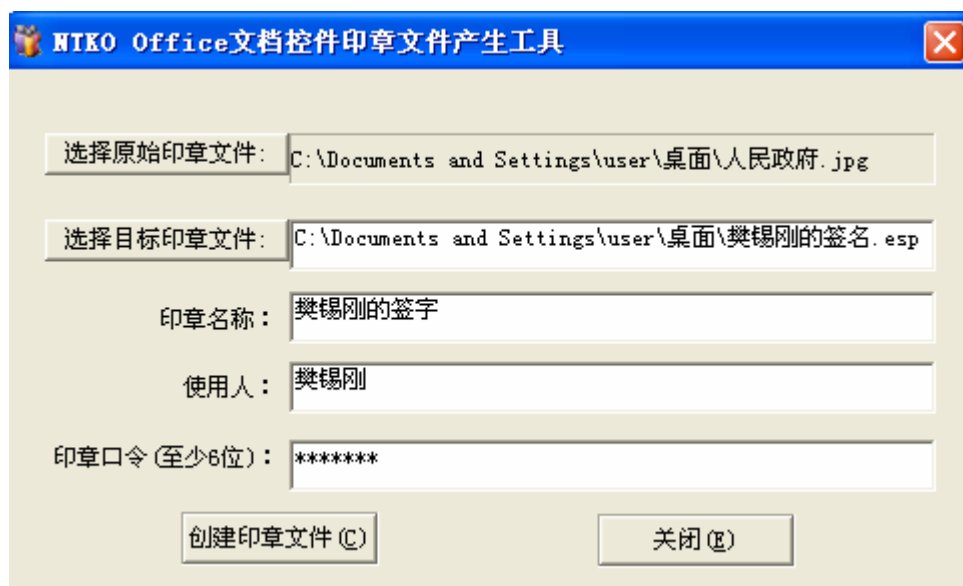 NTKO Office文档控件印章文件产生工具
选择原始印章文件: C:\Documents and Settings\user\桌面\人民政府.jpg
选择目标印章文件: C:\Documents and Settings\user\桌面\樊锡刚的签名.esp
印章名称: 樊锡刚的签字
使用人: 樊锡刚
印章口令(至少6位): *******
创建印章文件(C) 关闭(E)